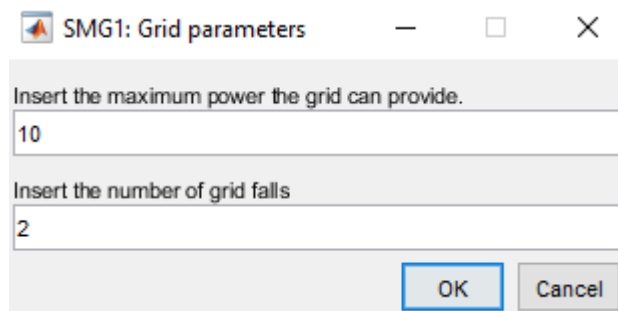 SMG1: Grid parameters
Insert the maximum power the grid can provide.
10
Insert the number of grid falls
2
OK Cancel